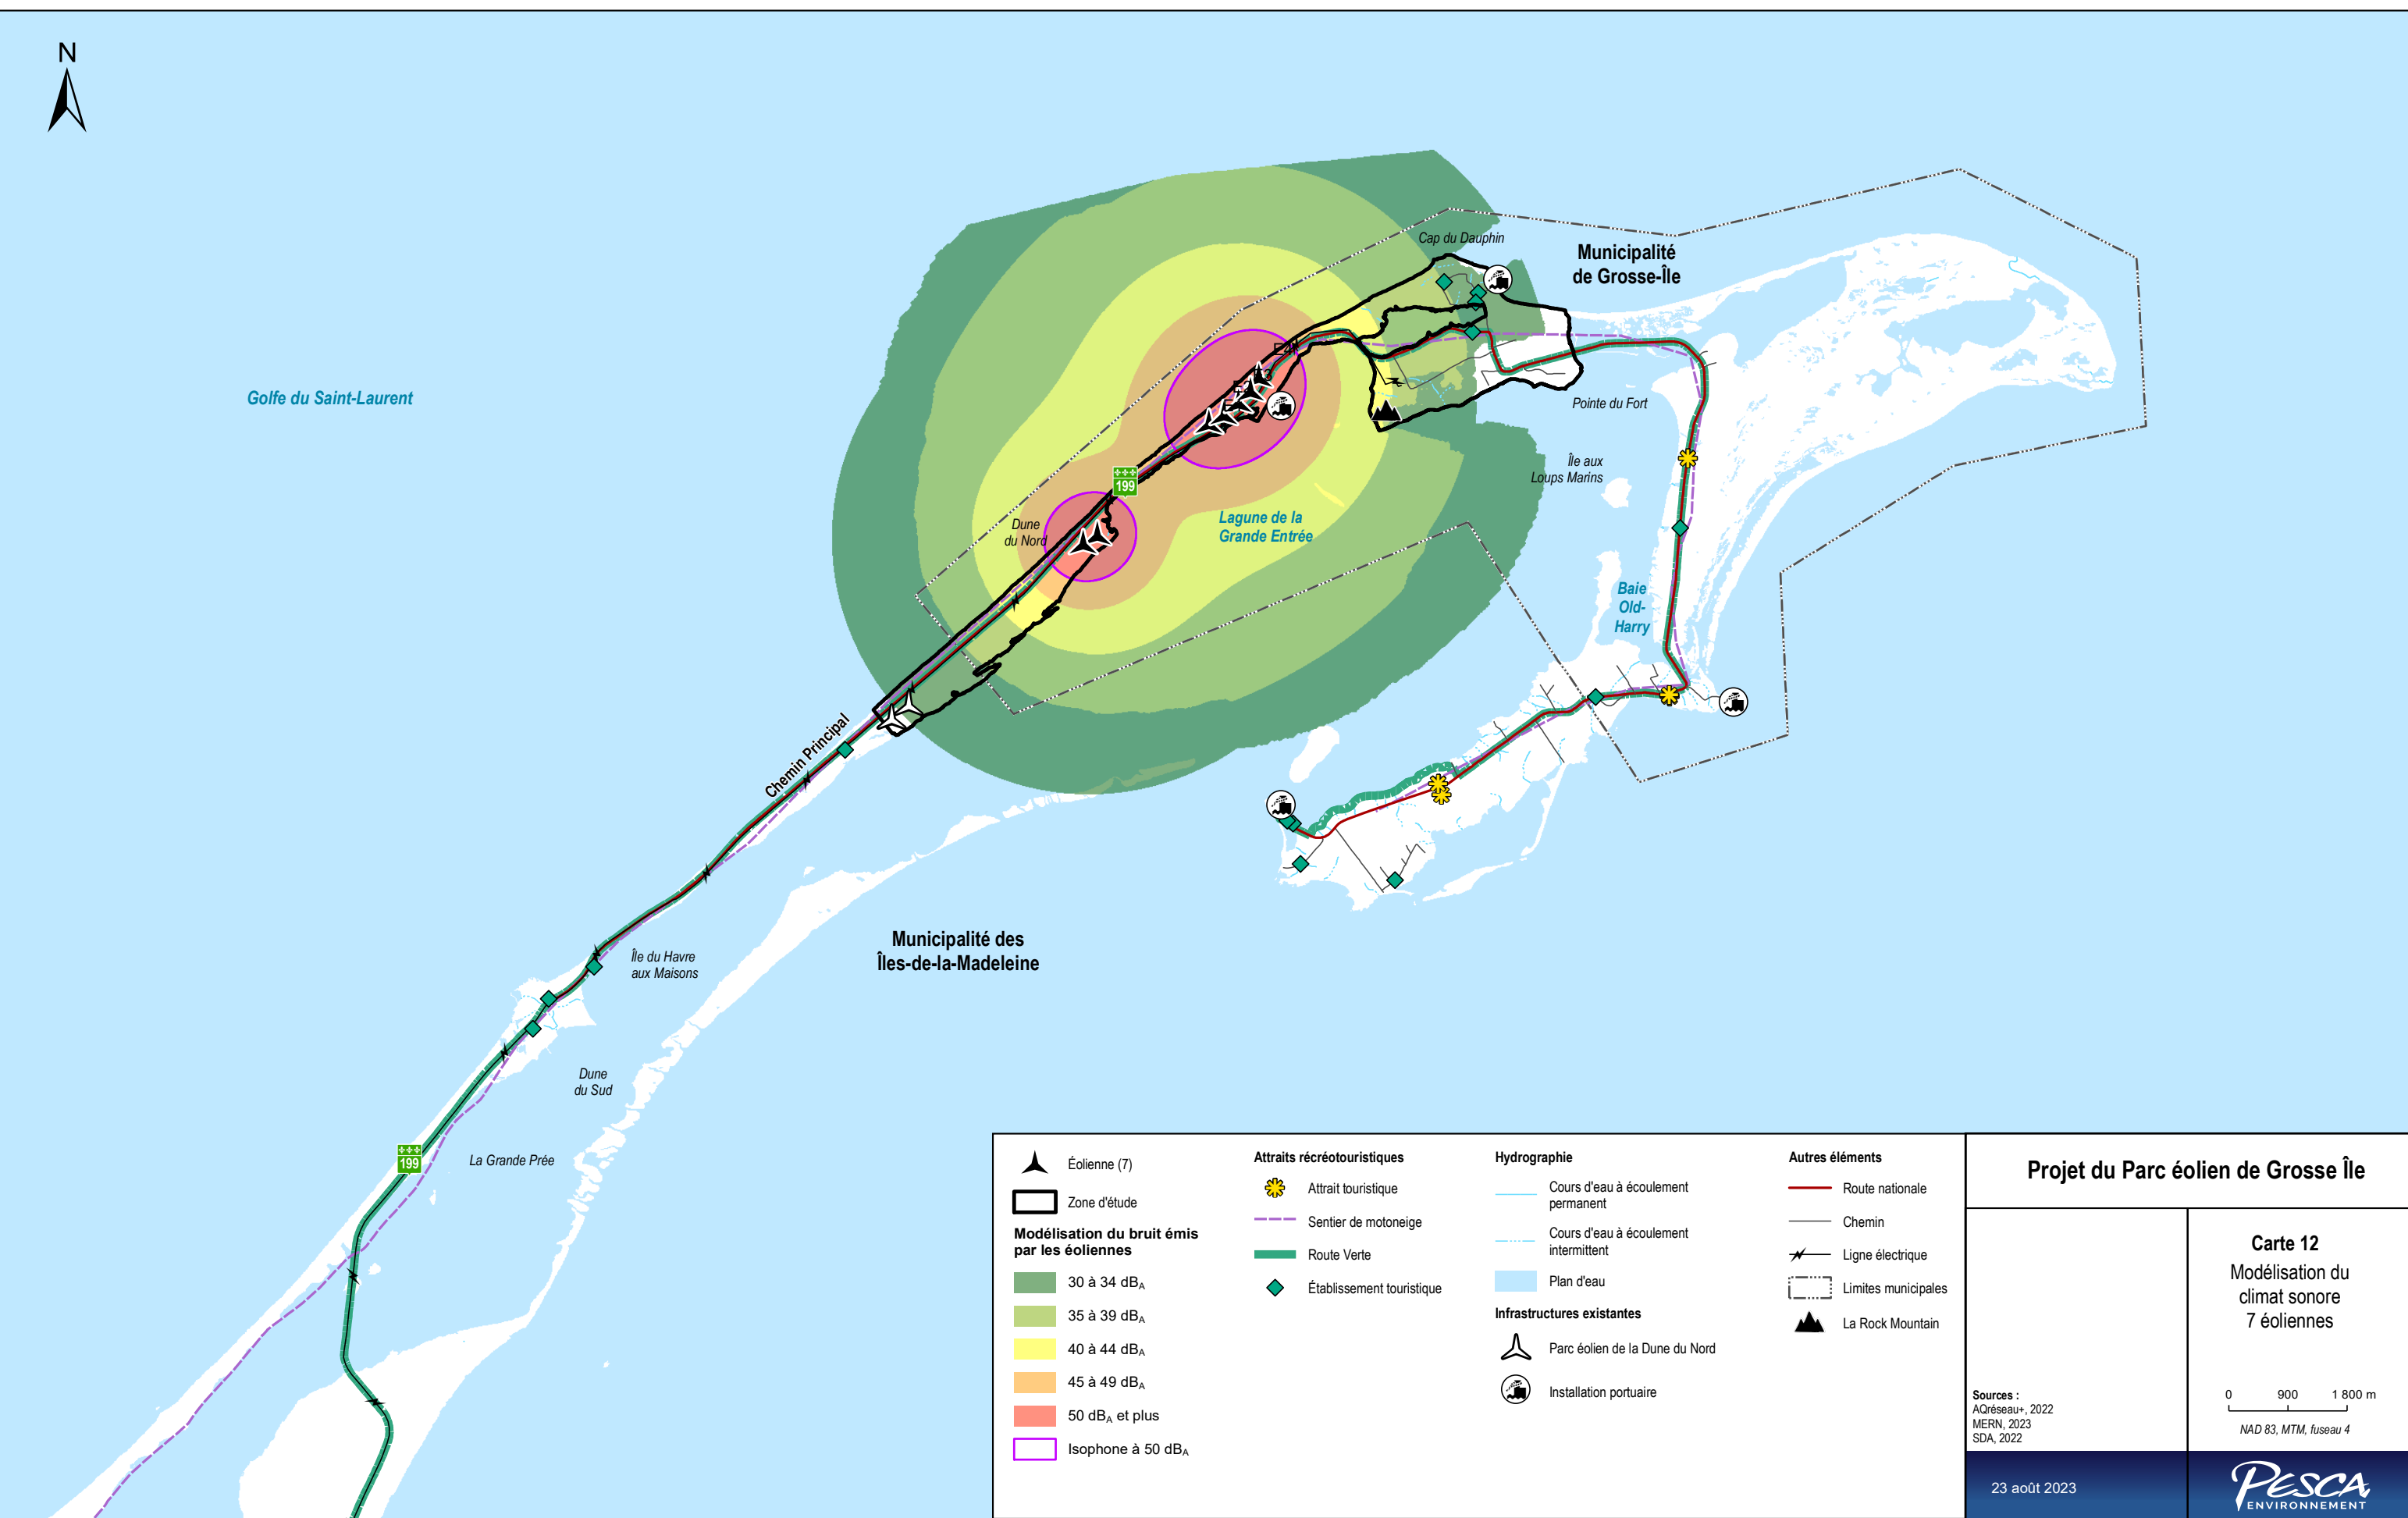 N
Cap du Dauphin
Municipalité
de Grosse-Île
Golfe du Saint-Laurent
Pointe du Fort
Île aux
Loups Marins
199
Dune
du Nord
Lagune de la
Grande Entrée
Baie
Old-
Harry
Chemin Principal
Municipalité des
Îles-de-la-Madeleine
Île du Havre
aux Maisons
Dune
du Sud
199
La Grande Prée
Éolienne (7)
Zone d'étude
Modélisation du bruit émis
par les éoliennes
30 à 34 dBA
35 à 39 dBA
40 à 44 dBA
45 à 49 dBA
50 dBA et plus
Isophone à 50 dBA
Attraits récréotouristiques
Attrait touristique
Sentier de motoneige
Route Verte
Établissement touristique
Hydrographie
Cours d'eau à écoulement
permanent
Cours d'eau à écoulement
intermittent
Plan d'eau
Infrastructures existantes
Parc éolien de la Dune du Nord
Installation portuaire
Autres éléments
Route nationale
Chemin
Ligne électrique
Limites municipales
La Rock Mountain
Projet du Parc éolien de Grosse Île
Carte 12
Modélisation du
climat sonore
7 éoliennes
Sources :
AQréseau+, 2022
MERN, 2023
SDA, 2022
0 900 1 800 m
NAD 83, MTM, fuseau 4
23 août 2023
PESCA
ENVIRONNEMENT